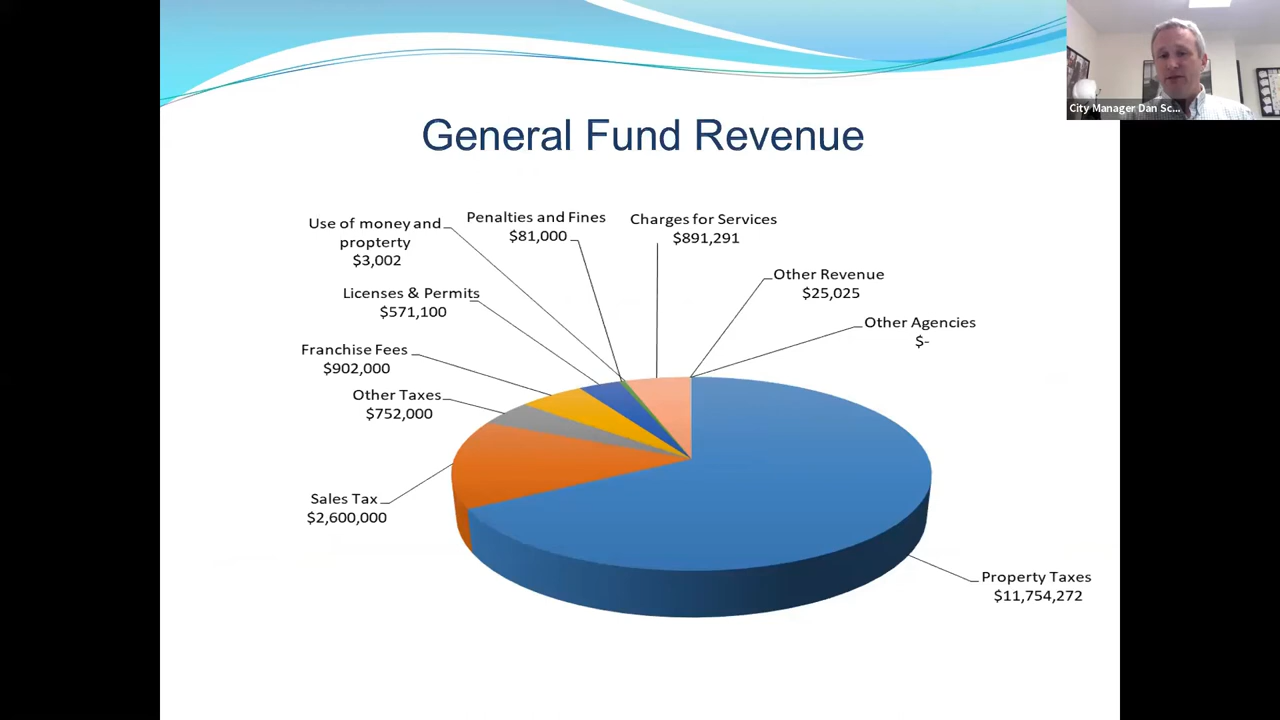 City Manager Dan Sc...
General Fund Revenue
Use of money and
propterty
$3,002
Penalties and Fines
$81,000
Charges for Services
$891,291
Other Revenue
$25,025
Other Agencies
$-
Licenses & Permits
$571,100
Franchise Fees
$902,000
Other Taxes
$752,000
Sales Tax
$2,600,000
Property Taxes
$11,754,272